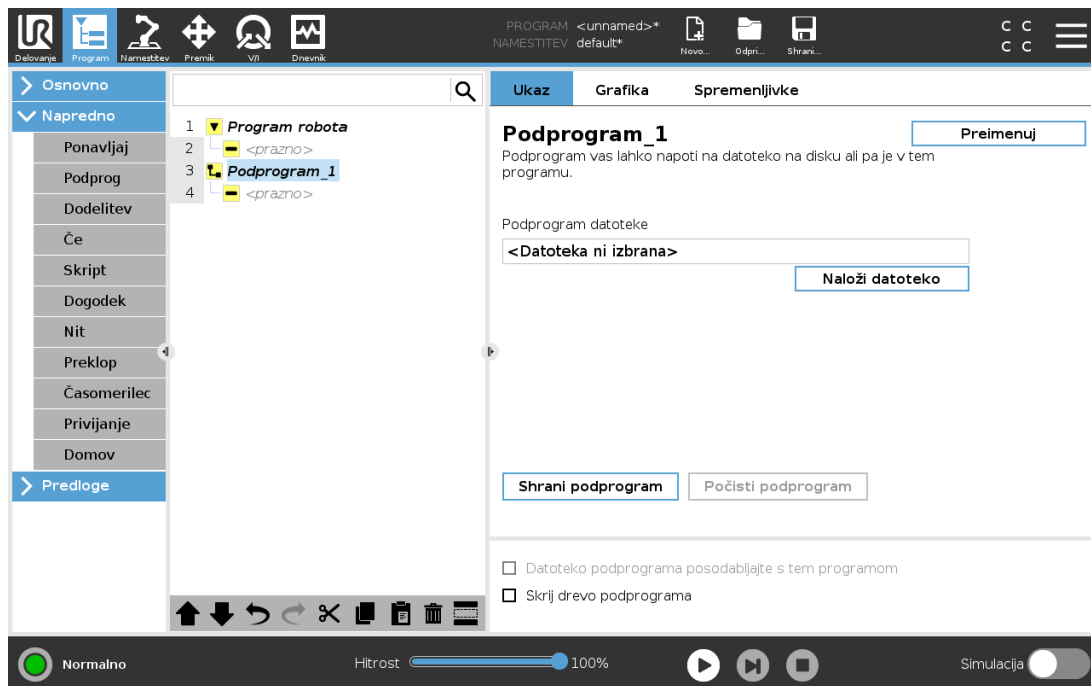 PROGRAM <unnamed>*
NAMESTITEV default*
C C
C C
Delovanje Program Namestitev Premik V/I Dnevnik Novo... Odpri... Shrani...
Osnovno
Napredno
Ponavljaj
Podprog
Dodelitev
Če
Skript
Dogodek
Nit
Preklop
Časomerilec
Privijanje
Domov
Predloge
1 Program robota
2 <prazno>
3 Podprogram_1
4 <prazno>
Ukaz Grafika Spremenljivke
Podprogram_1
Preimenuj
Podprogram vas lahko napoti na datoteko na disku ali pa je v tem
programu.
Podprogram datoteke
<Datoteka ni izbrana>
Naloži datoteko
Shrani podprogram Počisti podprogram
Datoteko podprograma posodabljajte s tem programom
Skrij drevo podprograma
Normalno Hitrost 100% Simulacija